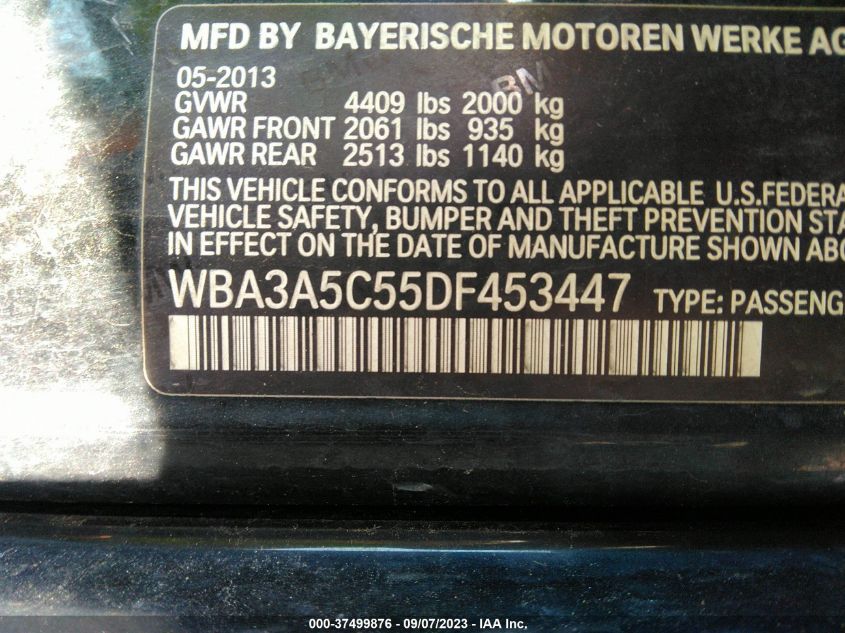 MFD BY BAYERISCHE MOTOREN WERKE AG
05-2013
GVWR 4409 lbs 2000 kg
GAWR FRONT 2061 lbs 935 kg
GAWR REAR 2513 lbs 1140 kg
THIS VEHICLE CONFORMS TO ALL APPLICABLE U.S.FEDERA
VEHICLE SAFETY, BUMPER AND THEFT PREVENTION STA
IN EFFECT ON THE DATE OF MANUFACTURE SHOWN ABO
WBA3A5C55DF453447 TYPE: PASSENG
000-37499876 - 09/07/2023 - IAA Inc.